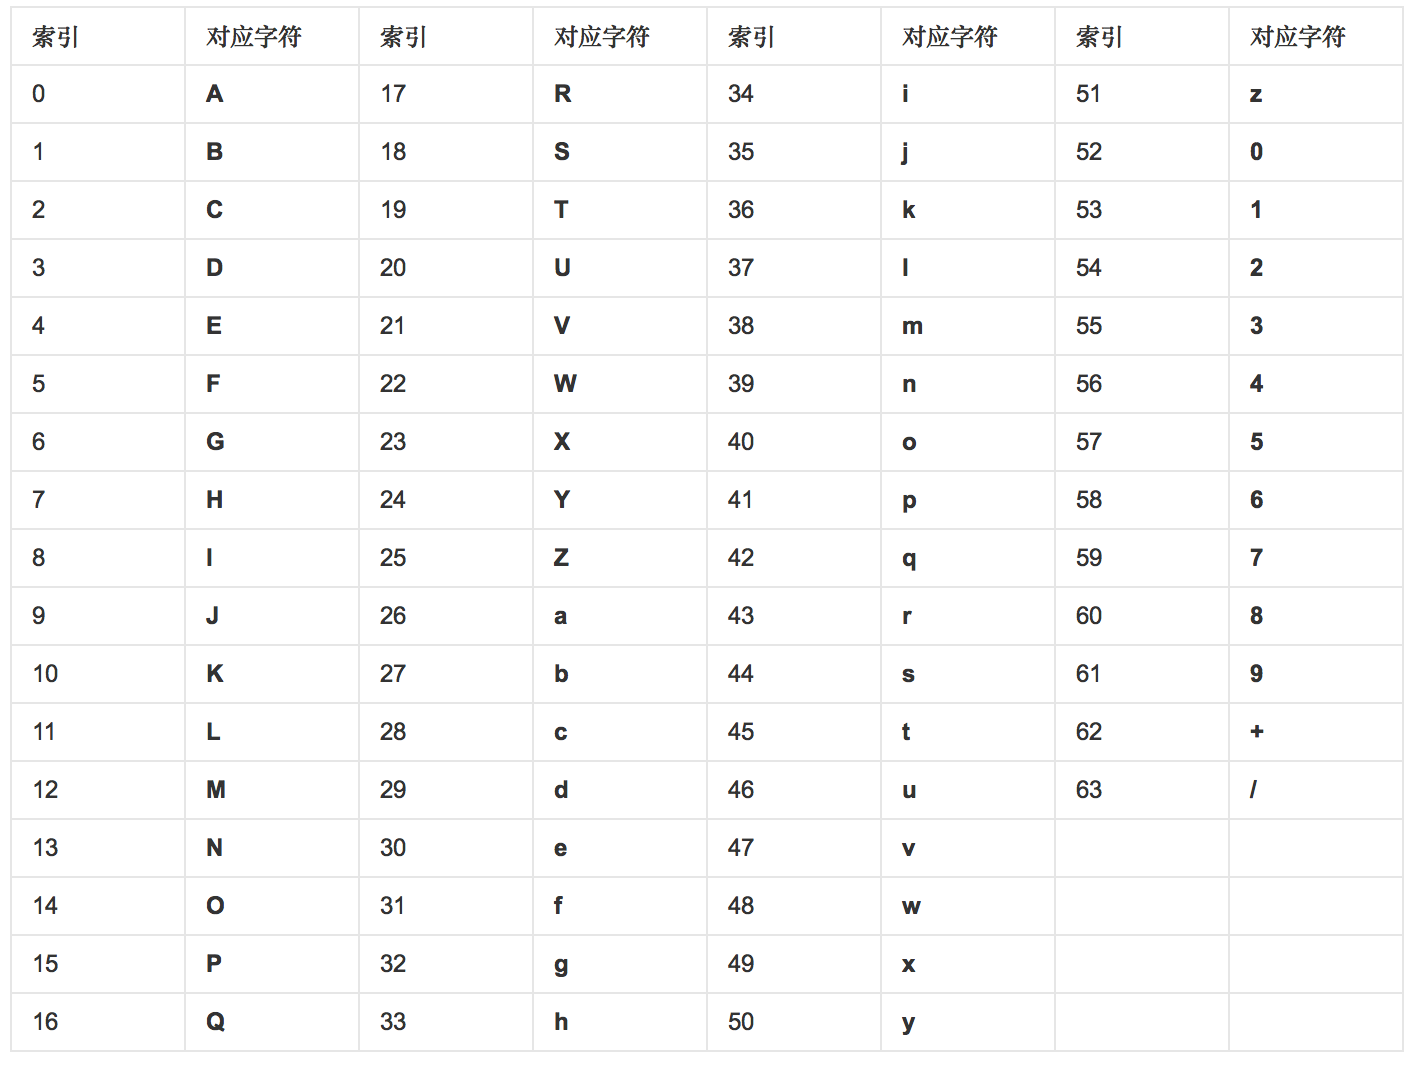 索引 对应字符 索引 对应字符 索引 对应字符 索引 对应字符
0 A 17 R 34 i 51 z
1 B 18 S 35 j 52 0
2 C 19 T 36 k 53 1
3 D 20 U 37 l 54 2
4 E 21 V 38 m 55 3
5 F 22 W 39 n 56 4
6 G 23 X 40 o 57 5
7 H 24 Y 41 p 58 6
8 I 25 Z 42 q 59 7
9 J 26 a 43 r 60 8
10 K 27 b 44 s 61 9
11 L 28 c 45 t 62 +
12 M 29 d 46 u 63 /
13 N 30 e 47 v
14 O 31 f 48 w
15 P 32 g 49 x
16 Q 33 h 50 y